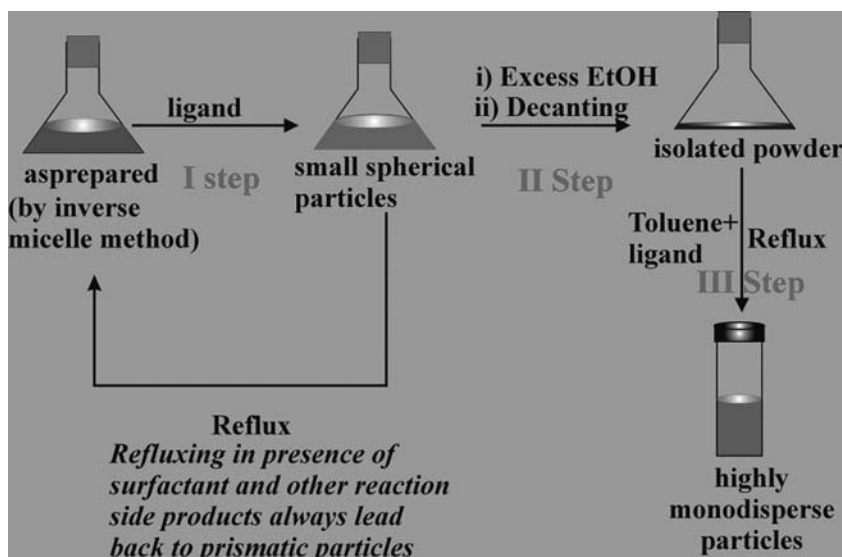 ligand
i) Excess EtOH
ii) Decanting
asprepared
(by inverse
micelle method)
I step
small spherical
particles
II Step
isolated powder
Toluene+
ligand
Reflux
III Step
Reflux
Refluxing in presence of
surfactant and other reaction
side products always lead
back to prismatic particles
highly
monodisperse
particles